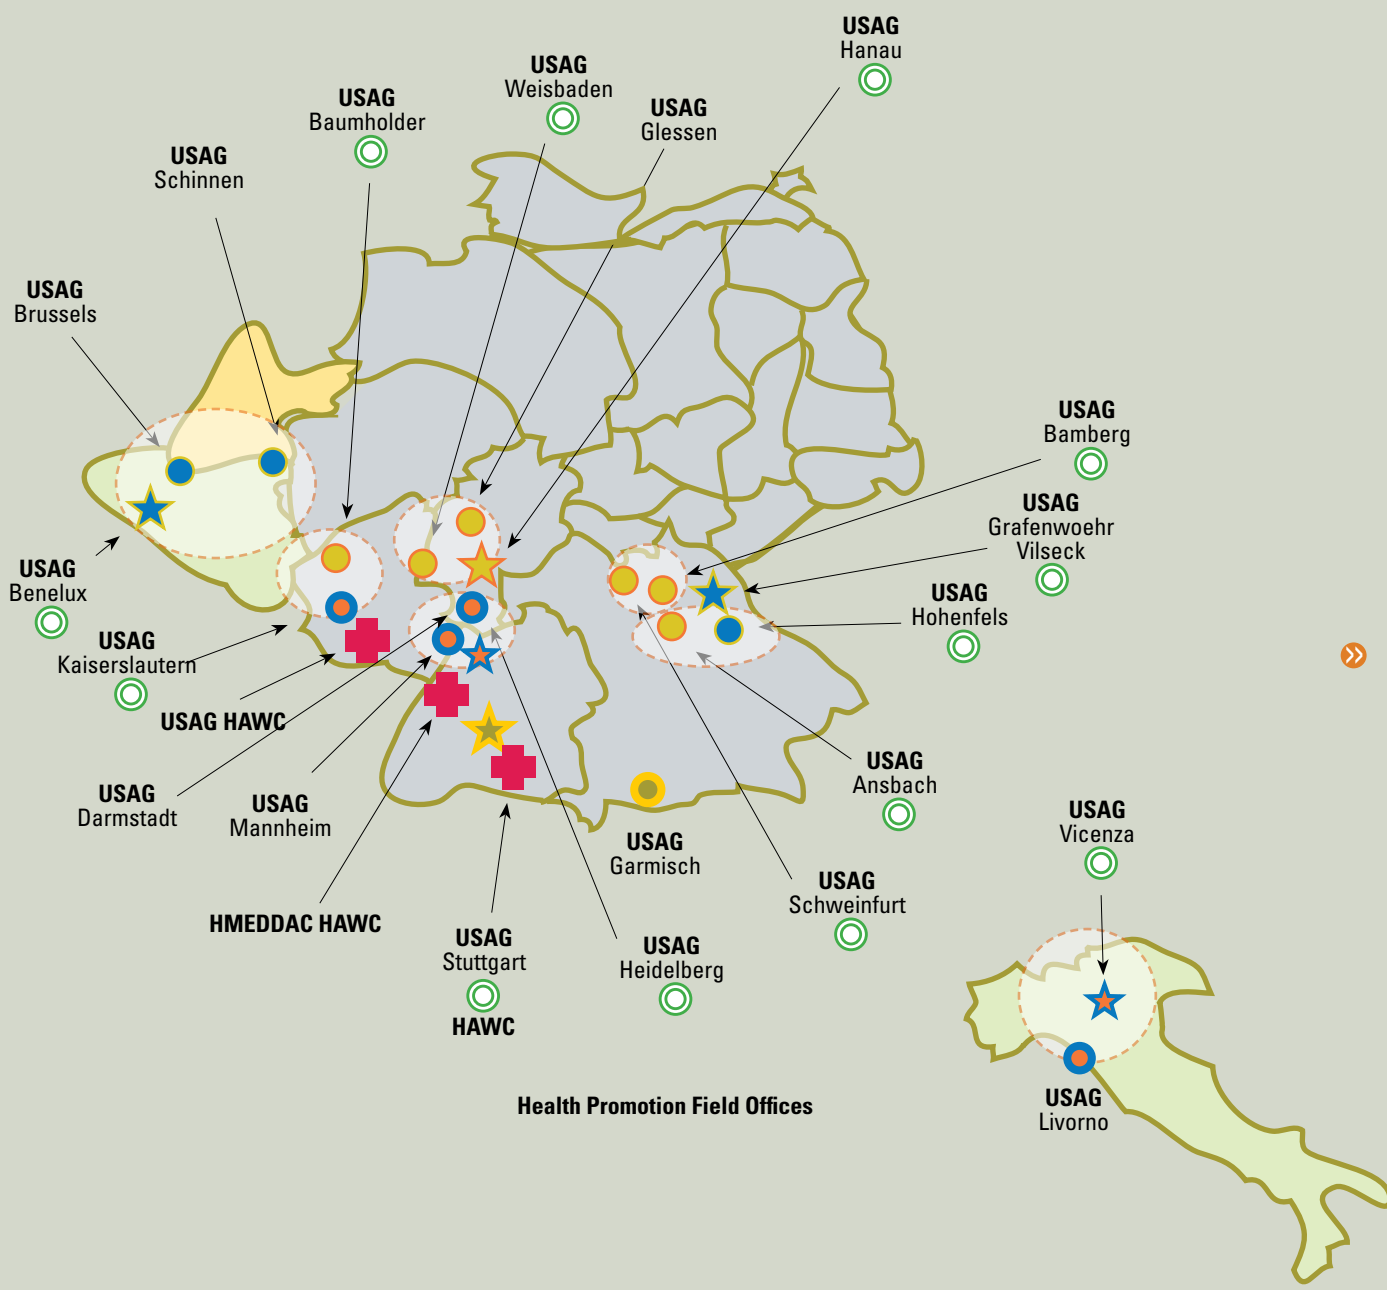 USAG
Hanau
USAG
Weisbaden
USAG
Baumholder
USAG
Glessen
USAG
Schinnen
USAG
Brussels
USAG
Bamberg
USAG
Grafenwoehr
Vilseck
USAG
Benelux
USAG
Hohenfels
USAG
Kaiserslautern
USAG HAWC
USAG
Darmstadt
USAG
Mannheim
USAG
Ansbach
USAG
Garmisch
USAG
Vicenza
USAG
Schweinfurt
HMEDDAC HAWC
USAG
Stuttgart
HAWC
USAG
Heidelberg
USAG
Livorno
Health Promotion Field Offices